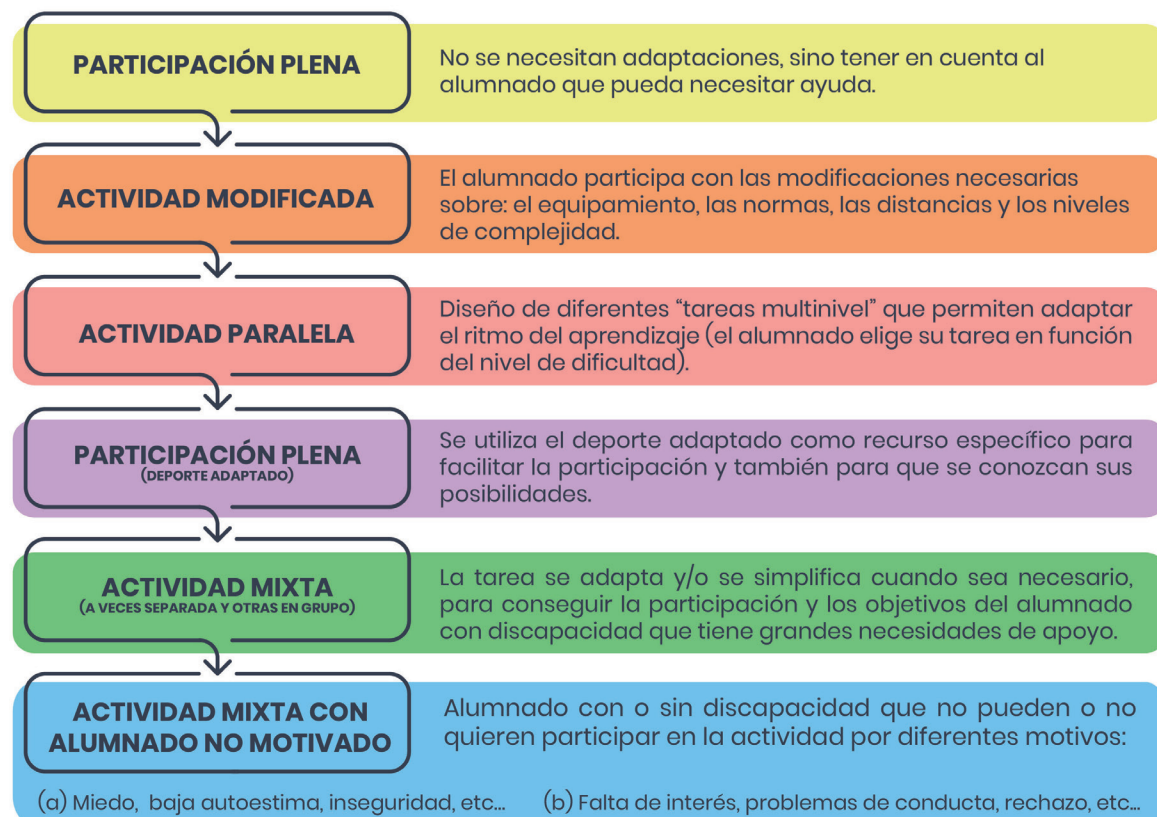 PARTICIPACIÓN PLENA
No se necesitan adaptaciones, sino tener en cuenta al
alumnado que pueda necesitar ayuda.
ACTIVIDAD MODIFICADA
El alumnado participa con las modificaciones necesarias
sobre: el equipamiento, las normas, las distancias y los niveles
de complejidad.
ACTIVIDAD PARALELA
Diseño de diferentes “tareas multinivel” que permiten adaptar
el ritmo del aprendizaje (el alumnado elige su tarea en función
del nivel de dificultad).
PARTICIPACIÓN PLENA
(DEPORTE ADAPTADO)
Se utiliza el deporte adaptado como recurso específico para
facilitar la participación y también para que se conozcan sus
posibilidades.
ACTIVIDAD MIXTA
(A VECES SEPARADA Y OTRAS EN GRUPO)
La tarea se adapta y/o se simplifica cuando sea necesario,
para conseguir la participación y los objetivos del alumnado
con discapacidad que tiene grandes necesidades de apoyo.
ACTIVIDAD MIXTA CON
ALUMNADO NO MOTIVADO
Alumnado con o sin discapacidad que no pueden o no
quieren participar en la actividad por diferentes motivos:
(a) Miedo, baja autoestima, inseguridad, etc...
(b) Falta de interés, problemas de conducta, rechazo, etc...